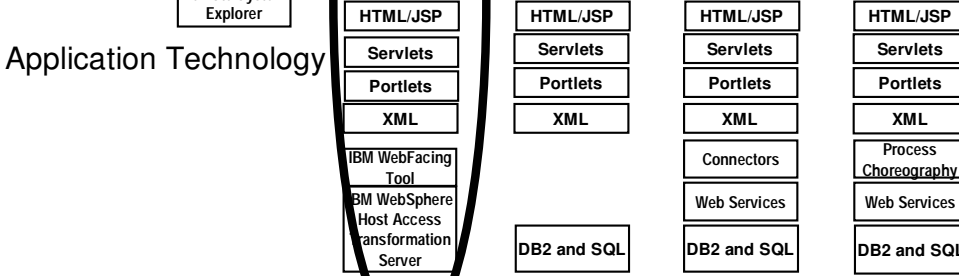 Explorer
HTML/JSP HTML/JSP HTML/JSP HTML/JSP
Application Technology
Servlets Servlets Servlets Servlets
Portlets Portlets Portlets Portlets
XML XML XML XML
IBM WebFacing
Tool
Connectors
Process
Choreography
IBM WebSphere
Host Access
Transformation
Server
Web Services Web Services
DB2 and SQL DB2 and SQL DB2 and SQL